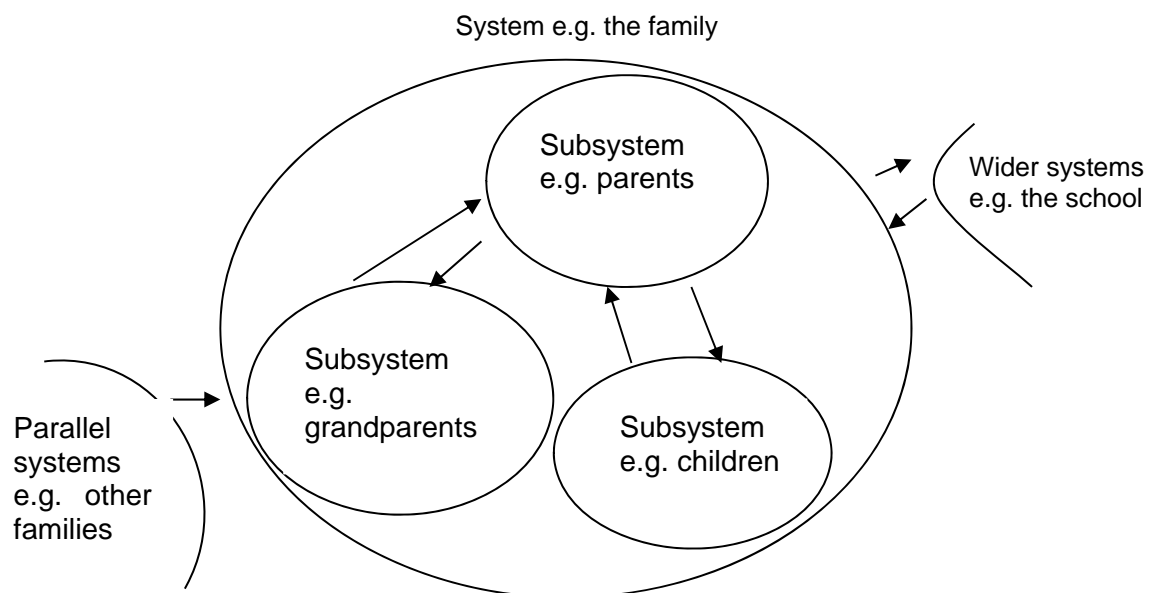 System e.g. the family
Subsystem
e.g. parents
Wider systems
e.g. the school
Subsystem
e.g.
grandparents
Subsystem
e.g. children
Parallel
systems
e.g. other
families